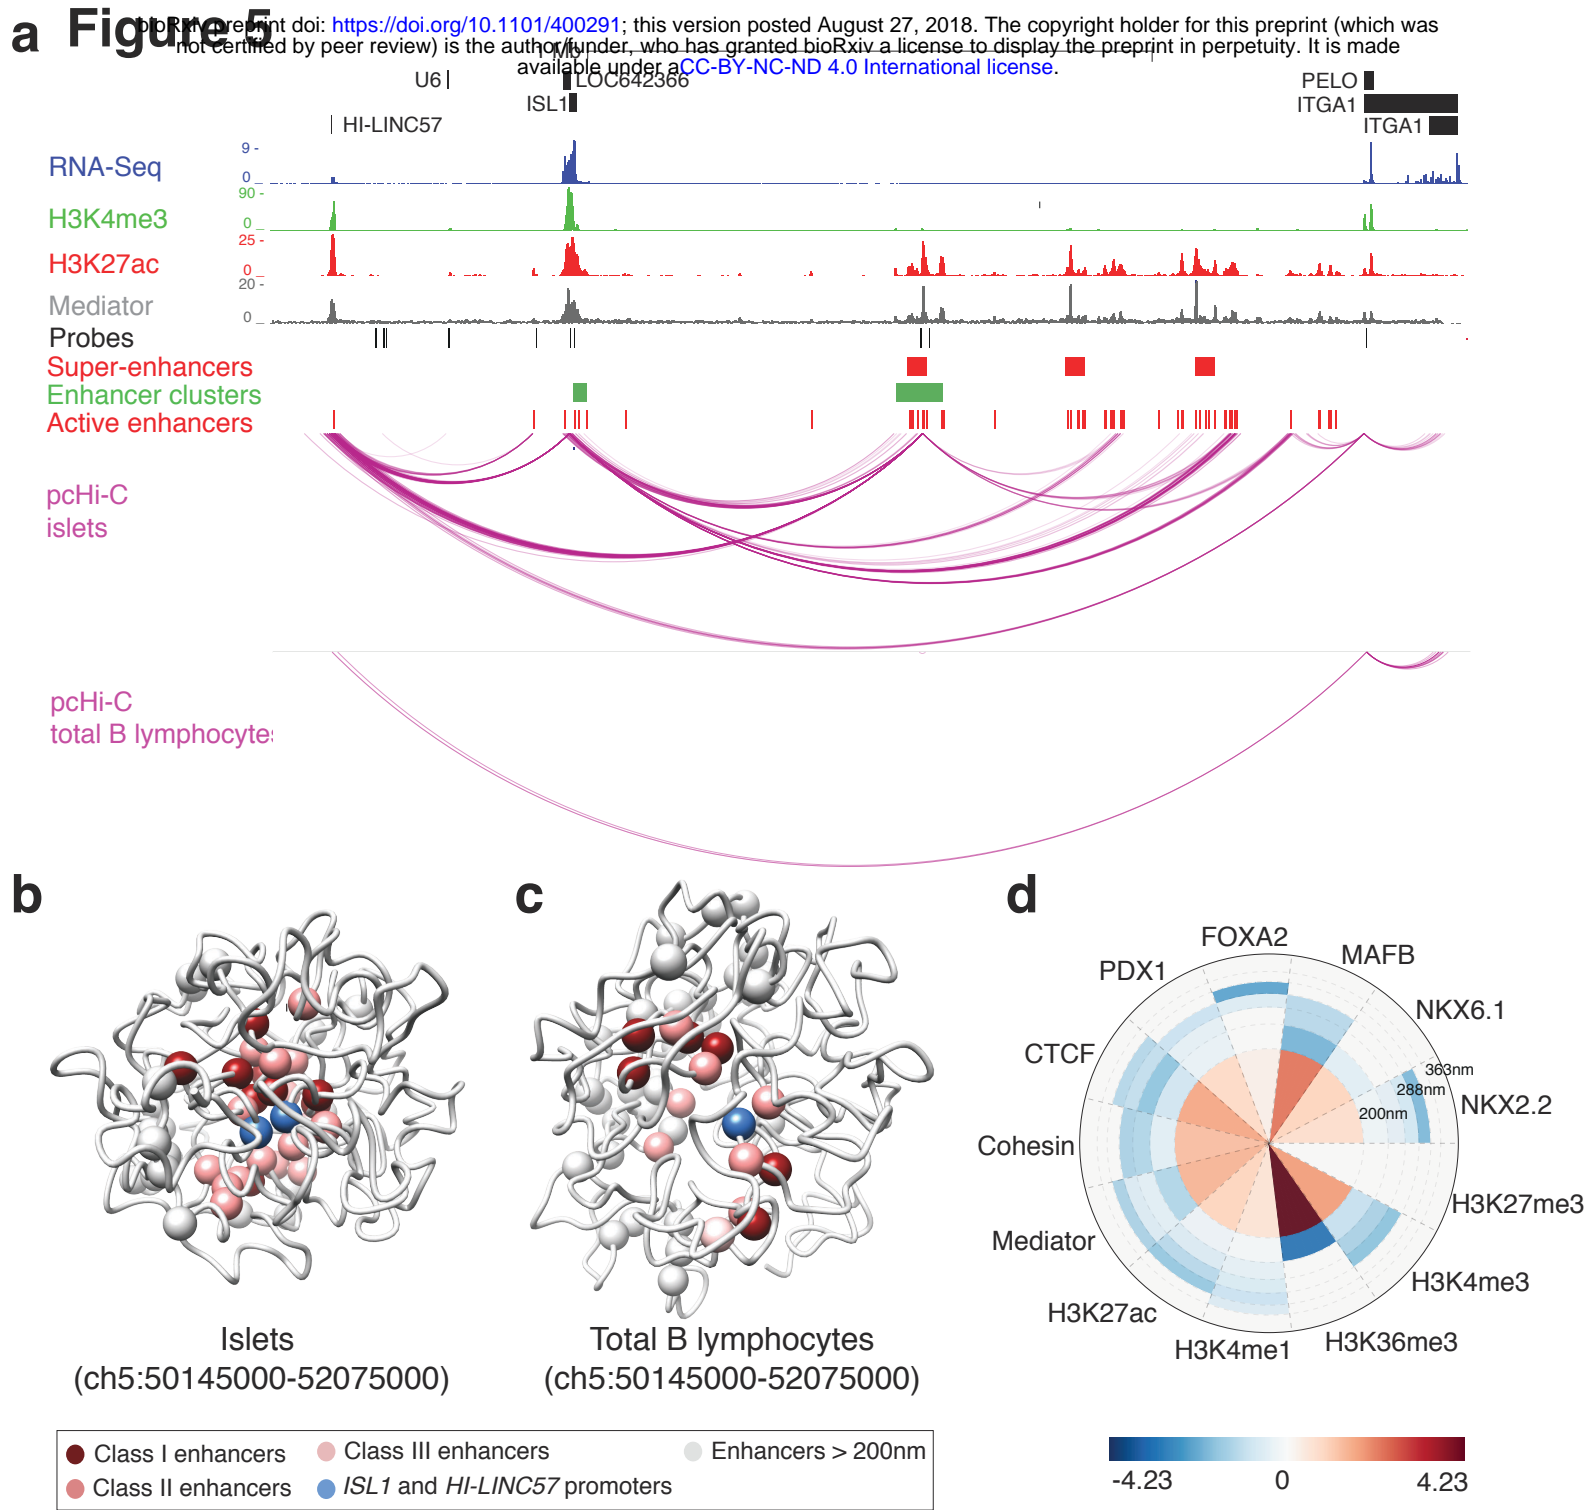 a Figure 5
bioRxiv preprint doi: https://doi.org/10.1101/400291; this version posted August 27, 2018. The copyright holder for this preprint (which was
not certified by peer review) is the author/funder, who has granted bioRxiv a license to display the preprint in perpetuity. It is made
available under aCC-BY-NC-ND 4.0 International license.
1 Mb
U6
LOC642366
PELO
ISL1
ITGA1
HI-LINC57
ITGA1
RNA-Seq
9 -
0
H3K4me3
90 -
0
H3K27ac
25 -
0
Mediator
20 -
0
Probes
Super-enhancers
Enhancer clusters
Active enhancers
pcHi-C
islets
pcHi-C
total B lymphocytes
b
c
d
Islets
(ch5:50145000-52075000)
Total B lymphocytes
(ch5:50145000-52075000)
FOXA2
MAFB
PDX1
NKX6.1
CTCF
363nm
288nm
200nm
NKX2.2
Cohesin
H3K27me3
Mediator
H3K4me3
H3K27ac
H3K36me3
H3K4me1
Class I enhancers
Class III enhancers
Enhancers > 200nm
Class II enhancers
ISL1 and HI-LINC57 promoters
-4.23
0
4.23